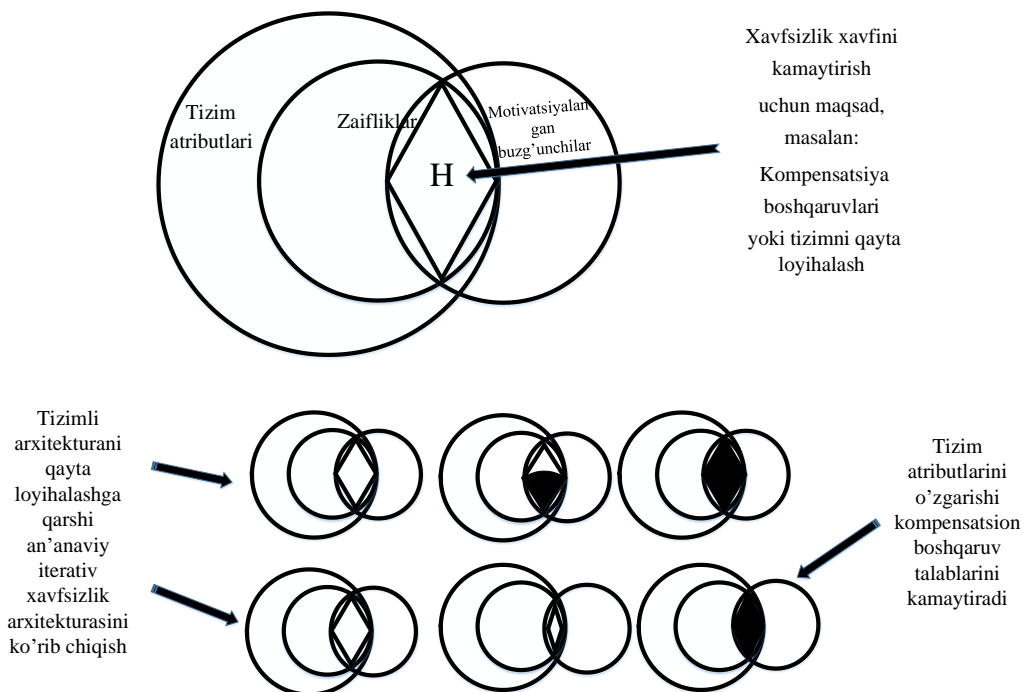 Tizim
atributlari
Zaifliklar
H
Motivatsiyalan
gan
buzg’unchilar
Xavfsizlik xavfini
kamaytirish
uchun maqsad,
masalan:
Kompensatsiya
boshqaruvlari
yoki tizimni qayta
loyihalash
Tizimli
arxitekturani
qayta
loyihalashga
qarshi
an’anaviy
iterativ
xavfsizlik
arxitekturasini
ko’rib chiqish
Tizim
atributlarini
o’zgarishi
kompensatsion
boshqaruv
talablarini
kamaytiradi